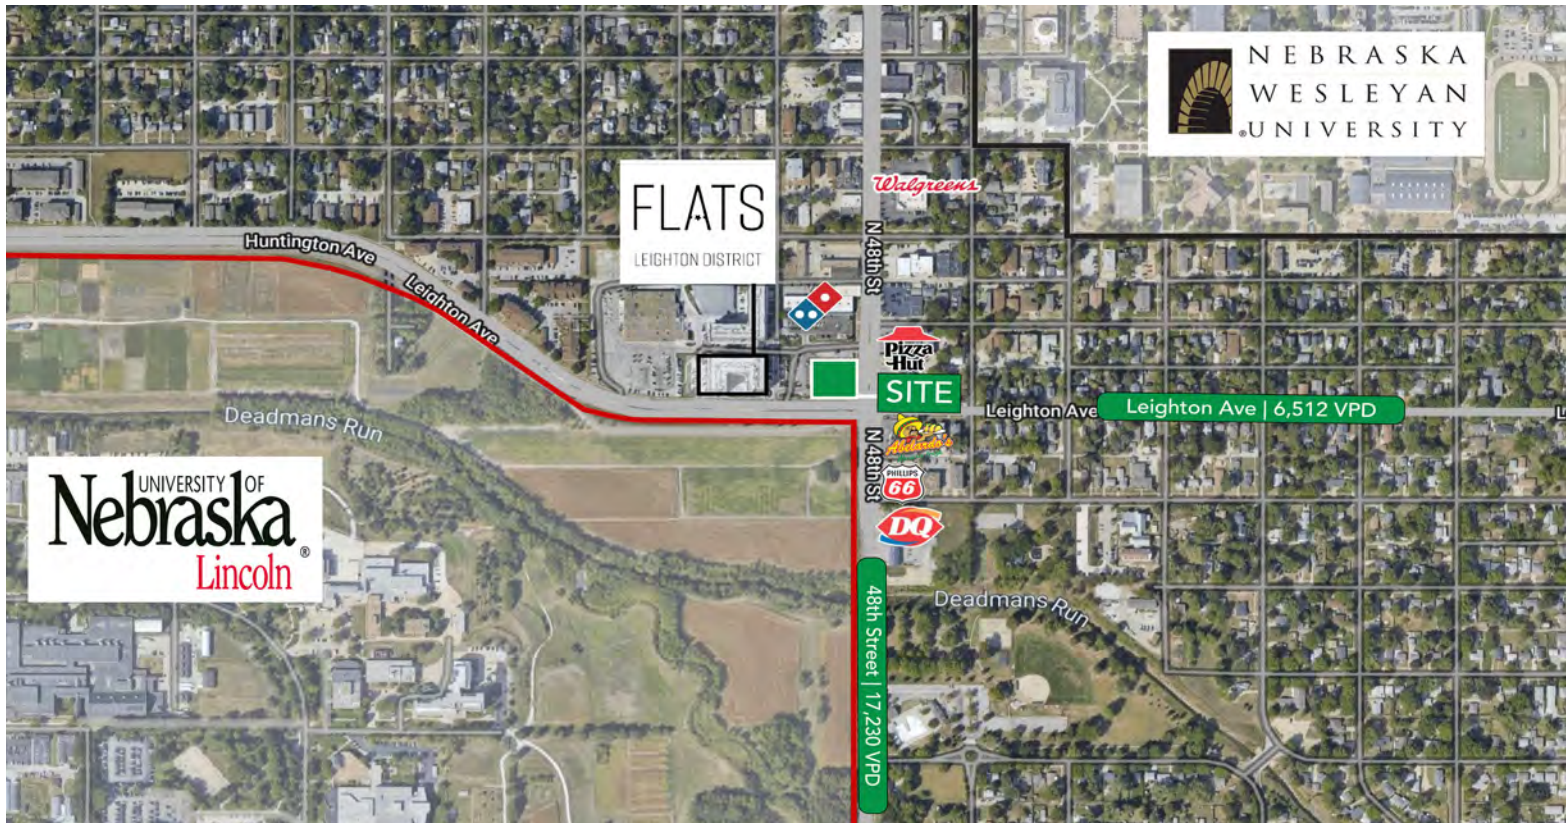 NEBRASKA
WESLEYAN
®UNIVERSITY
Walgreens
FLATS
LEIGHTON DISTRICT
N 48th St
Huntington Ave
Leighton Ave
Pizza
Hut
SITE
Leighton Ave
Leighton Ave | 6,512 VPD
L
Deadmans Run
Abelardo's
N 48th St
PHILLIPS
66
DQ
UNIVERSITY OF
Nebraska
Lincoln®
Deadmans Run
48th Street | 17,230 VPD